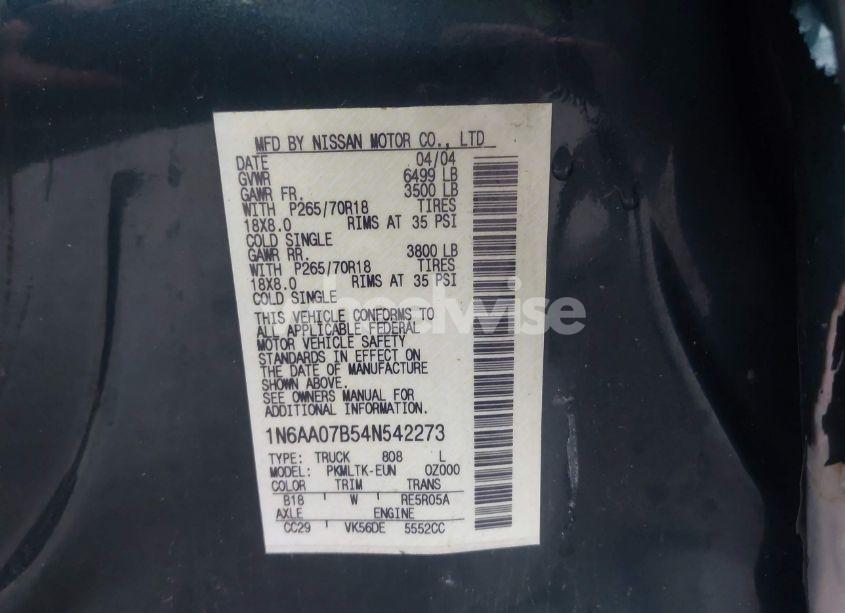 MFD BY NISSAN MOTOR CO., LTD
DATE 04/04
GVWR 6499 LB
GAWR FR. 3500 LB
WITH P265/70R18 TIRES
18X8.0 RIMS AT 35 PSI
COLD SINGLE
GAWR RR. 3800 LB
WITH P265/70R18 TIRES
18X8.0 RIMS AT 35 PSI
COLD SINGLE
THIS VEHICLE CONFORMS TO
ALL APPLICABLE FEDERAL
MOTOR VEHICLE SAFETY
STANDARDS IN EFFECT ON
THE DATE OF MANUFACTURE
SHOWN ABOVE.
SEE OWNERS MANUAL FOR
ADDITIONAL INFORMATION.
1N6AA07B54N542273
TYPE: TRUCK 808 L
MODEL: PKMLTK-EUN 0Z000
COLOR TRIM TRANS
B18 W RE5R05A
AXLE ENGINE
CC29 VK56DE 5552CC